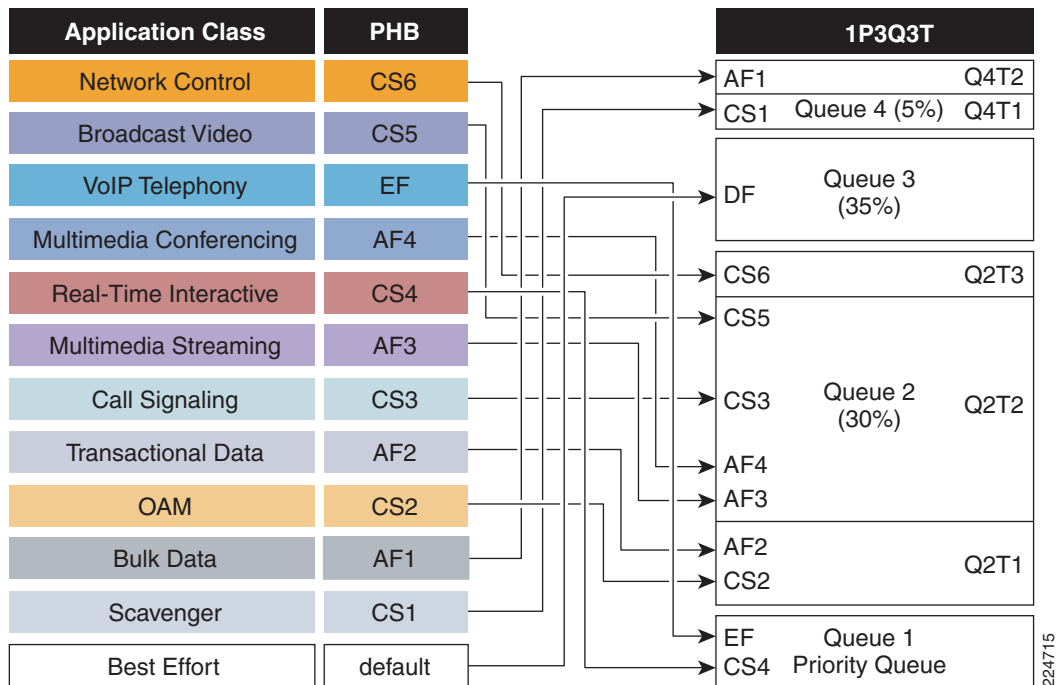 Application Class PHB
Network Control CS6
Broadcast Video CS5
VoIP Telephony EF
Multimedia Conferencing AF4
Real-Time Interactive CS4
Multimedia Streaming AF3
Call Signaling CS3
Transactional Data AF2
OAM CS2
Bulk Data AF1
Scavenger CS1
Best Effort default
1P3Q3T
AF1 Q4T2
CS1 Queue 4 (5%) Q4T1
DF Queue 3
(35%)
CS6 Q2T3
CS5
CS3 Queue 2 Q2T2
(30%)
AF4
AF3
AF2 Q2T1
CS2
EF Queue 1
CS4 Priority Queue
224715